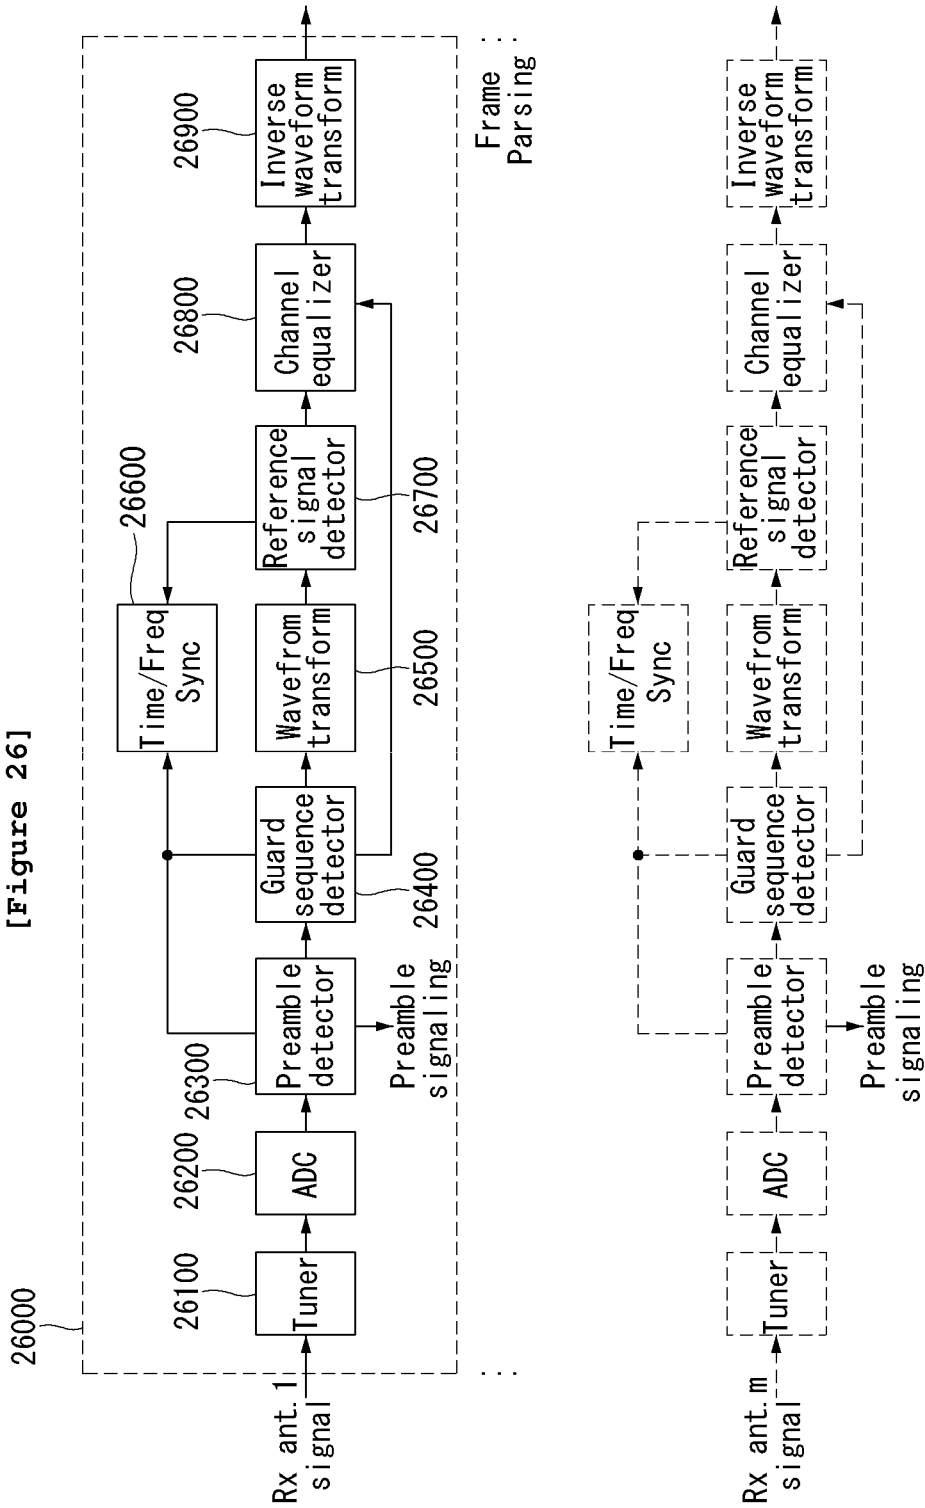 [Figure 26]
26000
Rx ant.1
signal
26100
Tuner
26200
ADC
26300
Preamble
detector
Preamble
signaling
26400
Guard
sequence
detector
26500
Wavefrom
transform
26600
Time/Freq
Sync
26700
Reference
signal
detector
26800
Channel
equalizer
26900
Inverse
waveform
transform
...
...
Frame
Parsing
Rx ant.m
signal
Tuner
ADC
Preamble
detector
Preamble
signaling
Guard
sequence
detector
Wavefrom
transform
Time/Freq
Sync
Reference
signal
detector
Channel
equalizer
Inverse
waveform
transform